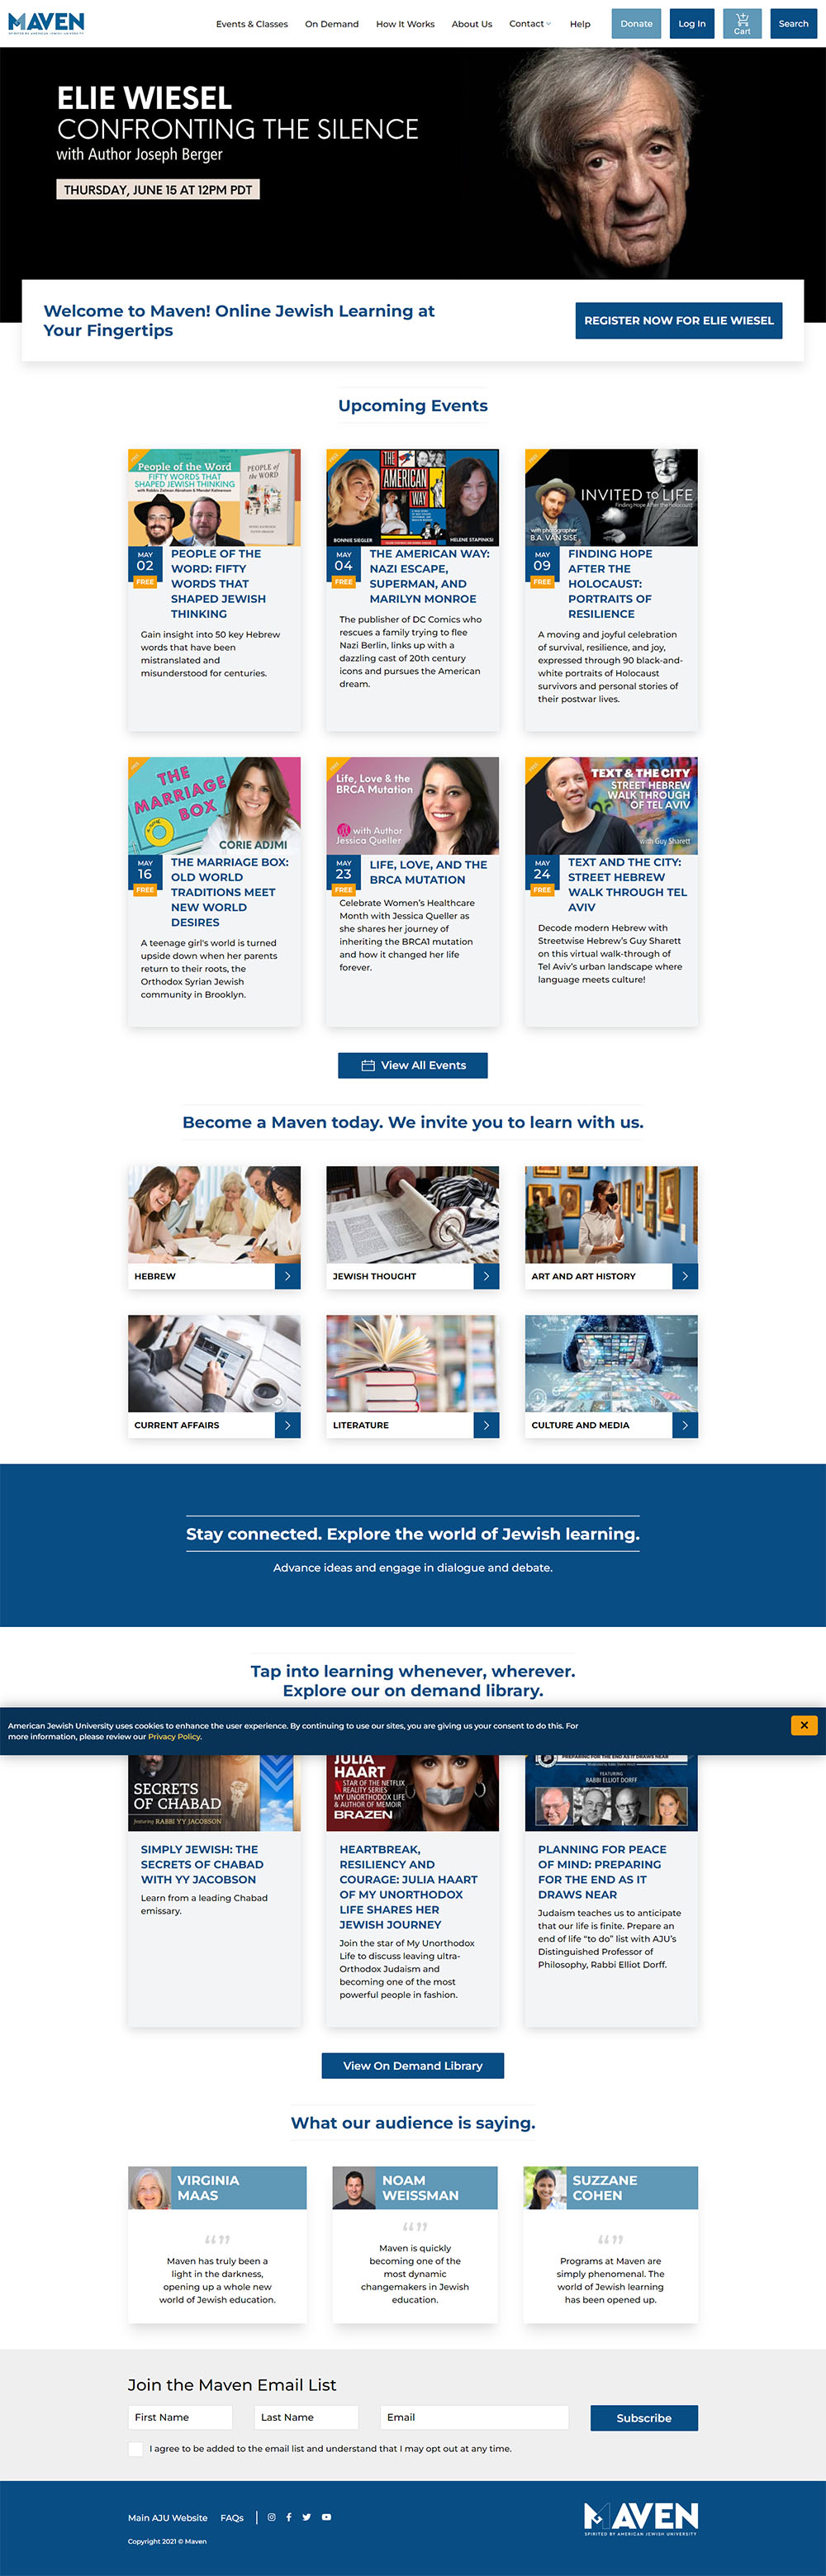 MAVEN
SPIRITED BY AMERICAN JEWISH UNIVERSITY
Events & Classes
On Demand
How It Works
About Us
Contact
Help
Donate
Log In
Cart
Search
ELIE WIESEL
CONFRONTING THE SILENCE
with Author Joseph Berger
THURSDAY, JUNE 15 AT 12PM PDT
Welcome to Maven! Online Jewish Learning at
Your Fingertips
REGISTER NOW FOR ELIE WIESEL
Upcoming Events
FREE
People of the Word
FIFTY WORDS THAT
SHAPED JEWISH THINKING
with Rabbis Zalman Abraham & Mendel Kalmenson
PEOPLE of
the WORD
MAY
02
FREE
PEOPLE OF THE
WORD: FIFTY
WORDS THAT
SHAPED JEWISH
THINKING
Gain insight into 50 key Hebrew
words that have been
mistranslated and
misunderstood for centuries.
FREE
THE
AMERICAN
WAY
BONNIE SIEGLER
HELENE STAPINKSI
MAY
04
FREE
THE AMERICAN WAY:
NAZI ESCAPE,
SUPERMAN, AND
MARILYN MONROE
The publisher of DC Comics who
rescues a family trying to flee
Nazi Berlin, links up with a
dazzling cast of 20th century
icons and pursues the American
dream.
FREE
INVITED TO LIFE
Finding Hope After the Holocaust
with photographer
B.A. VAN SISE
MAY
09
FREE
FINDING HOPE
AFTER THE
HOLOCAUST:
PORTRAITS OF
RESILIENCE
A moving and joyful celebration
of survival, resilience, and joy,
expressed through 90 black-and-
white portraits of Holocaust
survivors and personal stories of
their postwar lives.
FREE
THE
MARRIAGE
BOX
CORIE ADJMI
MAY
16
FREE
THE MARRIAGE BOX:
OLD WORLD
TRADITIONS MEET
NEW WORLD
DESIRES
A teenage girl's world is turned
upside down when her parents
return to their roots, the
Orthodox Syrian Jewish
community in Brooklyn.
FREE
Life, Love & the
BRCA Mutation
with Author
Jessica Queller
MAY
23
FREE
LIFE, LOVE, AND THE
BRCA MUTATION
Celebrate Women's Healthcare
Month with Jessica Queller as
she shares her journey of
inheriting the BRCA1 mutation
and how it changed her life
forever.
FREE
TEXT & THE CITY
STREET HEBREW
WALK THROUGH
OF TEL AVIV
with Guy Sharett
MAY
24
FREE
TEXT AND THE CITY:
STREET HEBREW
WALK THROUGH TEL
AVIV
Decode modern Hebrew with
Streetwise Hebrew's Guy Sharett
on this virtual walk-through of
Tel Aviv's urban landscape where
language meets culture!
View All Events
Become a Maven today. We invite you to learn with us.
HEBREW
JEWISH THOUGHT
ART AND ART HISTORY
CURRENT AFFAIRS
LITERATURE
CULTURE AND MEDIA
Stay connected. Explore the world of Jewish learning.
Advance ideas and engage in dialogue and debate.
Tap into learning whenever, wherever.
Explore our on demand library.
American Jewish University uses cookies to enhance the user experience. By continuing to use our sites, you are giving us your consent to do this. For
more information, please review our Privacy Policy.
SECRETS
OF CHABAD
featuring RABBI YY JACOBSON
SIMPLY JEWISH: THE
SECRETS OF CHABAD
WITH YY JACOBSON
Learn from a leading Chabad
emissary.
JULIA
HAART
STAR OF THE NETFLIX
REALITY SERIES
MY UNORTHODOX LIFE
& AUTHOR OF MEMOIR
BRAZEN
HEARTBREAK,
RESILIENCY AND
COURAGE: JULIA HAART
OF MY UNORTHODOX
LIFE SHARES HER
JEWISH JOURNEY
Join the star of My Unorthodox
Life to discuss leaving ultra-
Orthodox Judaism and
becoming one of the most
powerful people in fashion.
PREPARING FOR THE END AS IT DRAWS NEAR
FEATURING
RABBI ELLIOT DORFF
PLANNING FOR PEACE
OF MIND: PREPARING
FOR THE END AS IT
DRAWS NEAR
Judaism teaches us to anticipate
that our life is finite. Prepare an
end of life "to do" list with AJU's
Distinguished Professor of
Philosophy, Rabbi Elliot Dorff.
View On Demand Library
What our audience is saying.
VIRGINIA
MAAS
Maven has truly been a
light in the darkness,
opening up a whole new
world of Jewish education.
NOAM
WEISSMAN
Maven is quickly
becoming one of the
most dynamic
changemakers in Jewish
education.
SUZZANE
COHEN
Programs at Maven are
simply phenomenal. The
world of Jewish learning
has been opened up.
Join the Maven Email List
First Name
Last Name
Email
Subscribe
I agree to be added to the email list and understand that I may opt out at any time.
Main AJU Website
FAQs
Copyright 2021 © Maven
MAVEN
SPIRITED BY AMERICAN JEWISH UNIVERSITY